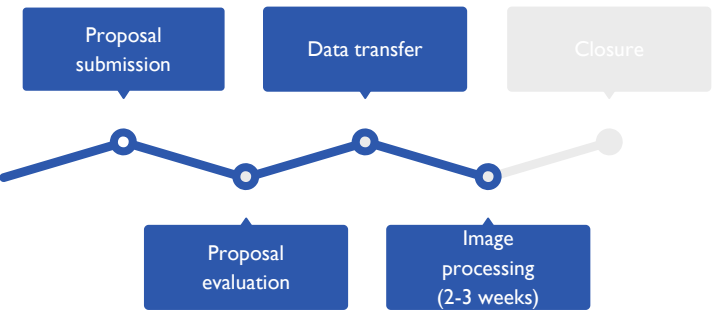 Proposal
submission
Data transfer
Closure
Proposal
evaluation
Image
processing
(2-3 weeks)